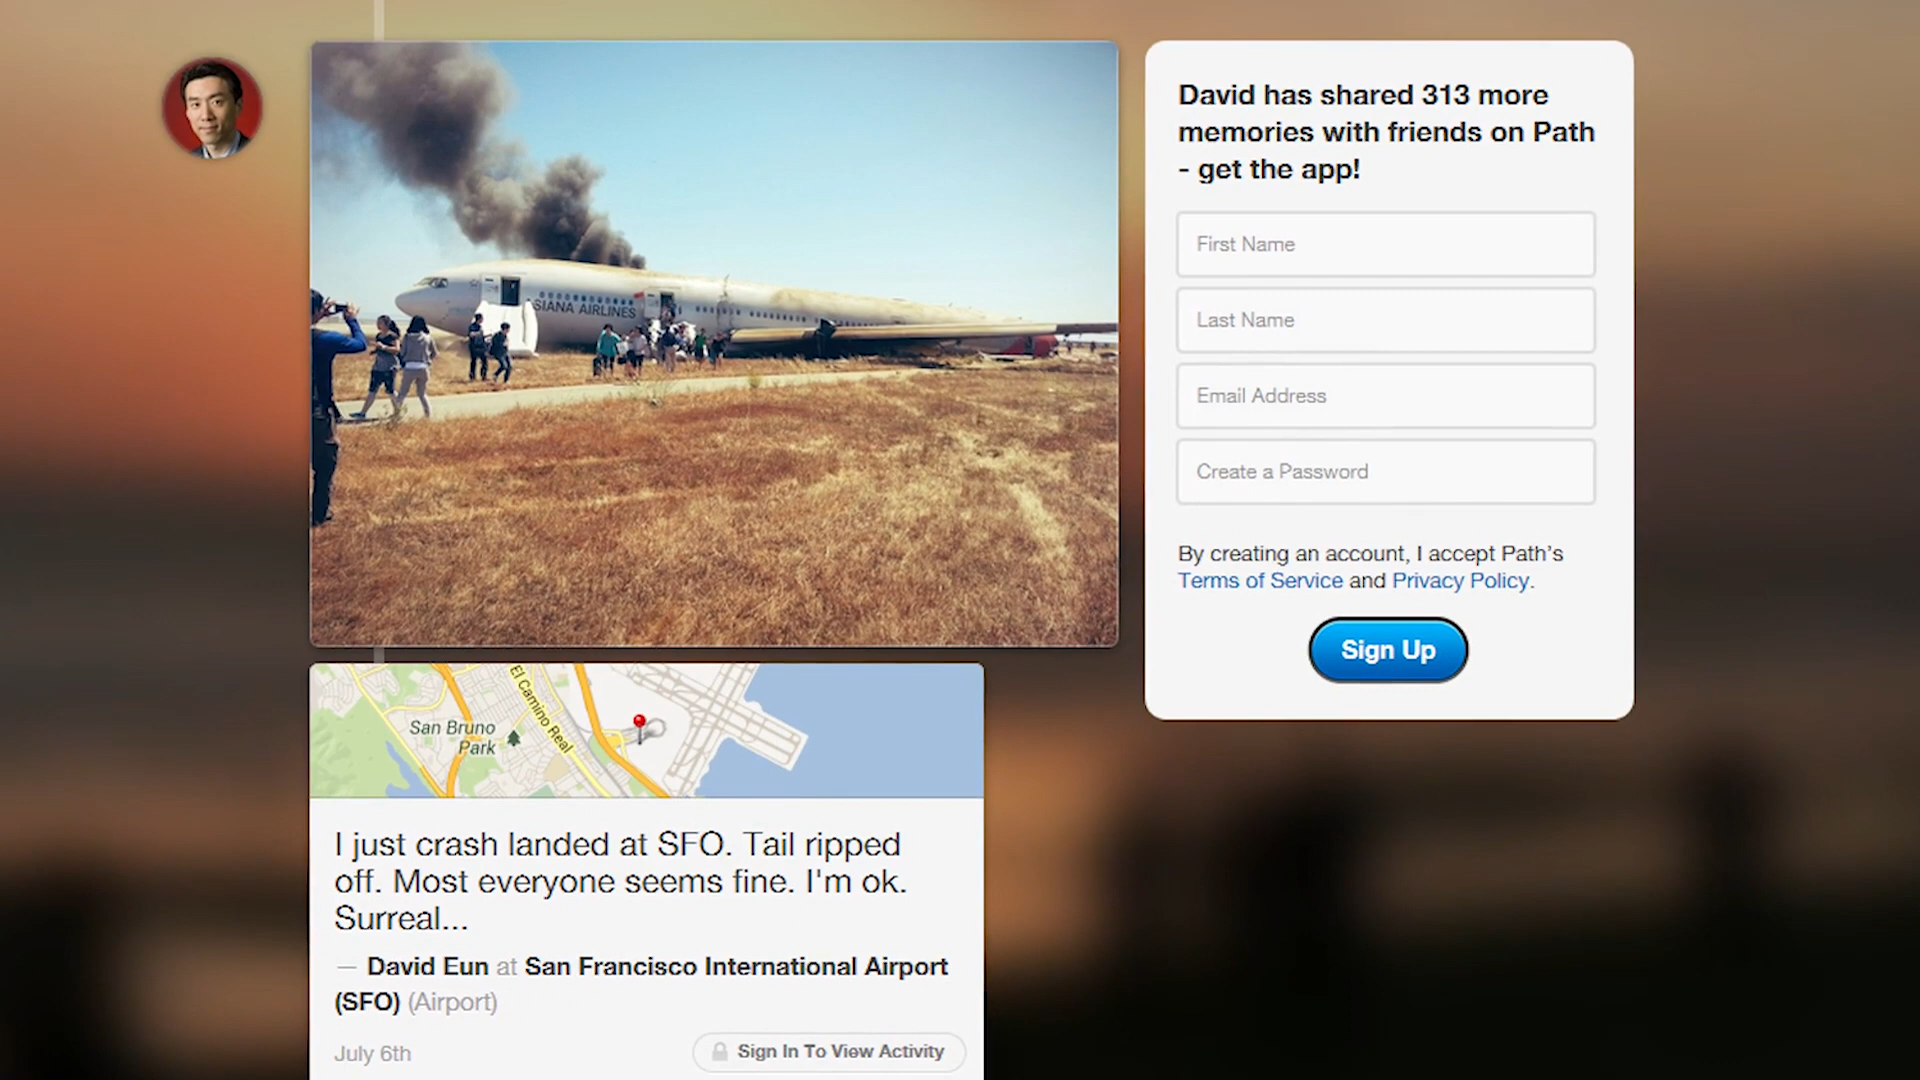 SIANA AIRLINES
David has shared 313 more
memories with friends on Path
- get the app!
First Name
Last Name
Email Address
Create a Password
By creating an account, I accept Path's
Terms of Service and Privacy Policy.
Sign Up
San Bruno
Park
El Camino Real
I just crash landed at SFO. Tail ripped
off. Most everyone seems fine. I'm ok.
Surreal...
— David Eun at San Francisco International Airport
(SFO) (Airport)
July 6th
Sign In To View Activity